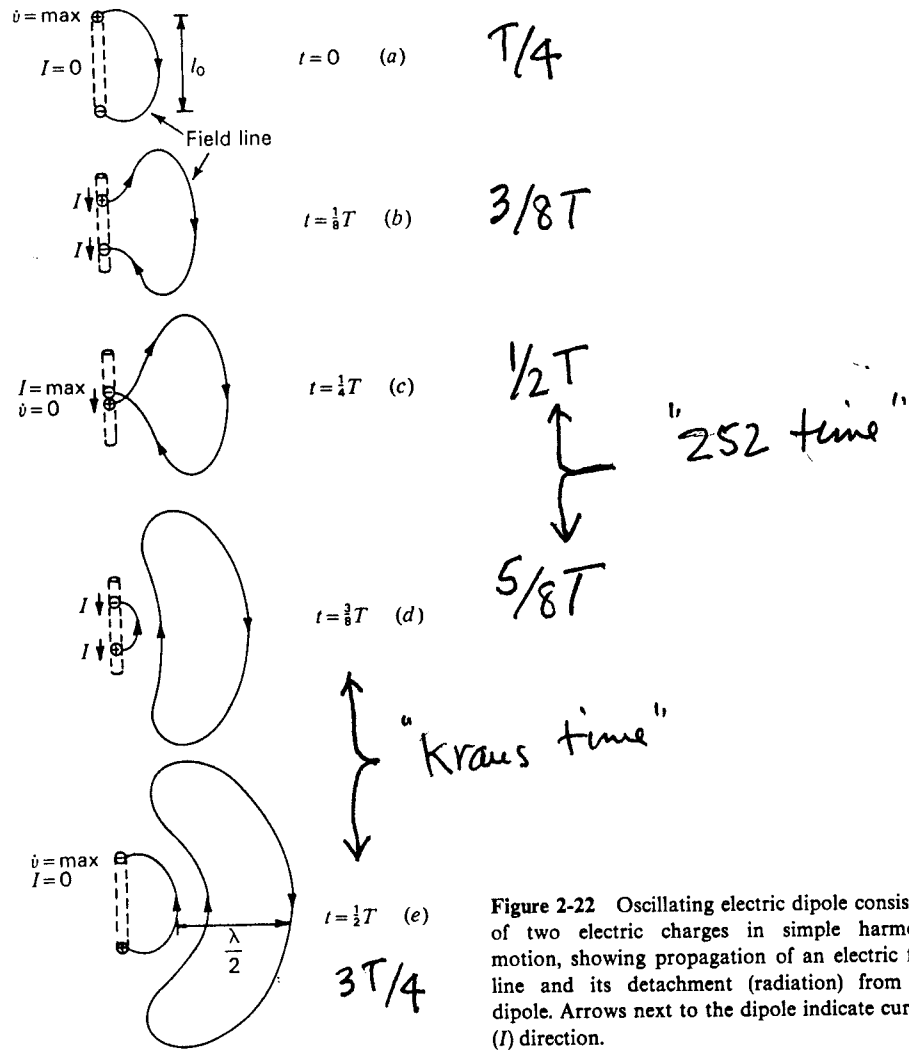 v̇ = max
I = 0
l₀
t = 0 (a)
T/4
Field line
I
I
t = ⅛T (b)
3/8T
I = max
v̇ = 0
t = ¼T (c)
1/2T
"252 time"
I
I
t = ⅜T (d)
5/8T
"Kraus time"
v̇ = max
I = 0
λ/2
t = ½T (e)
3T/4
Figure 2-22 Oscillating electric dipole consis
of two electric charges in simple harmo
motion, showing propagation of an electric f
line and its detachment (radiation) from
dipole. Arrows next to the dipole indicate cur
(I) direction.